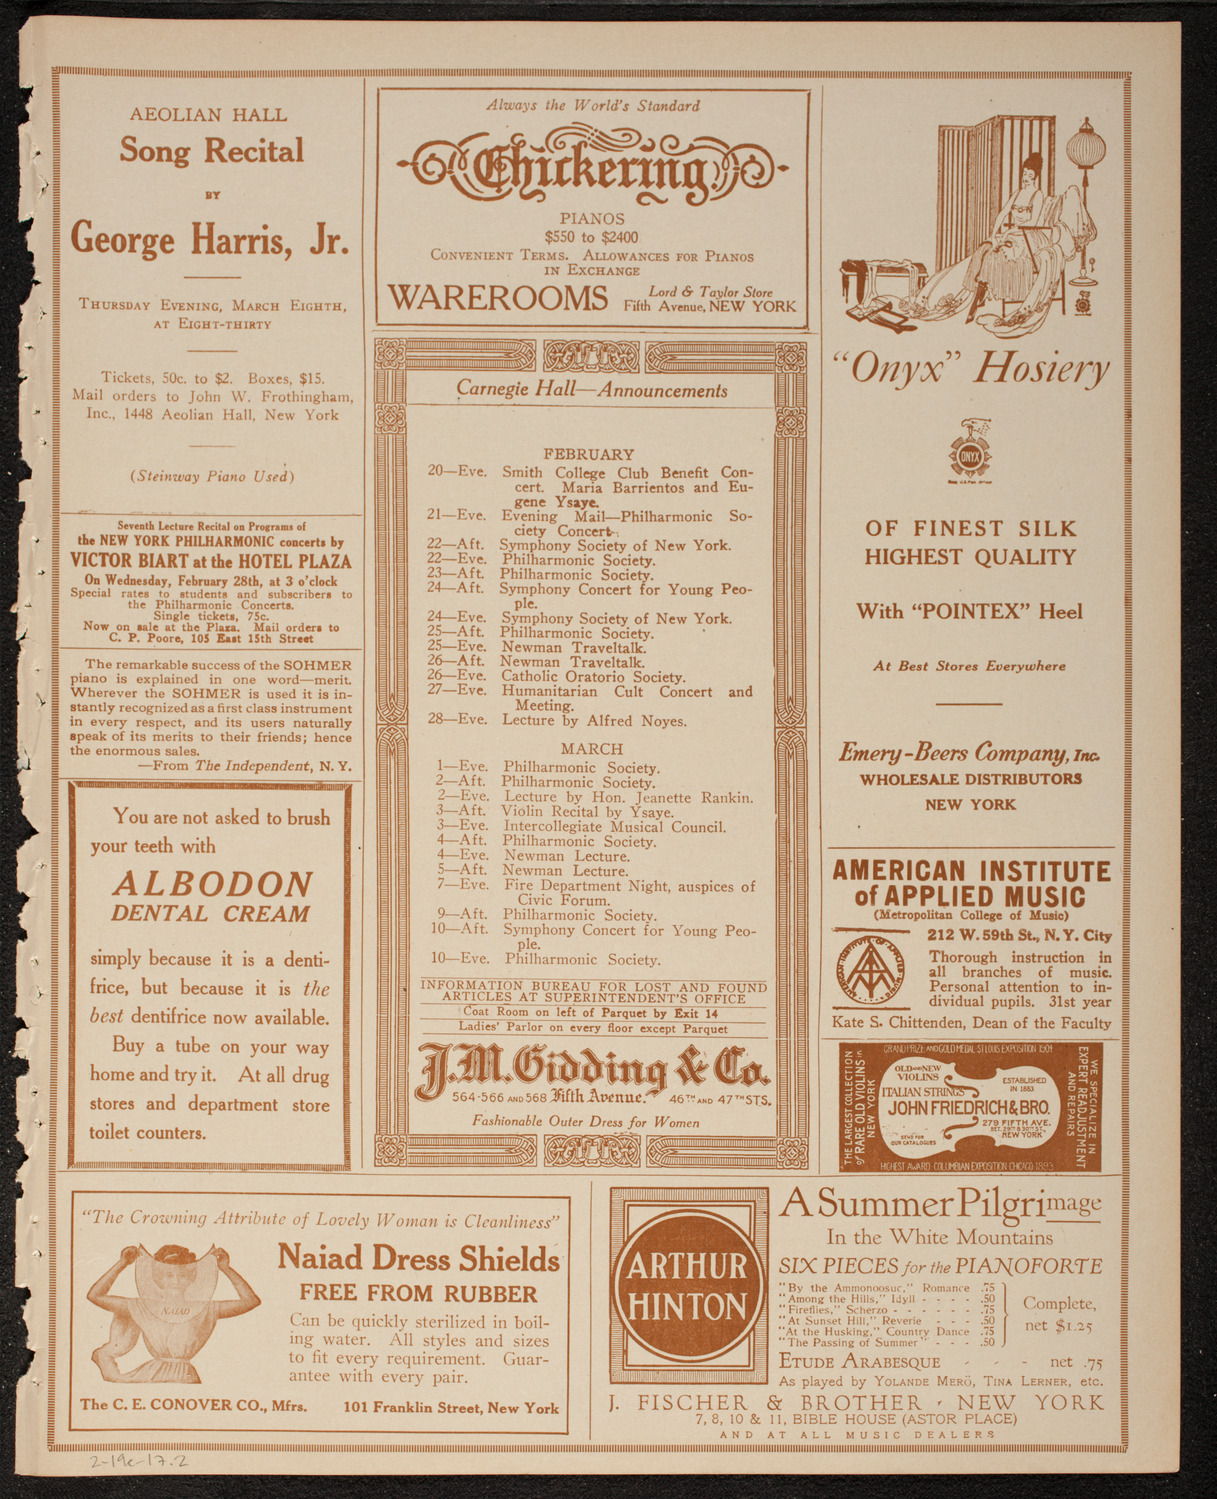 AEOLIAN HALL
Song Recital
BY
George Harris, Jr.
Thursday Evening, March Eighth,
at Eight-thirty
Tickets, 50c. to $2. Boxes, $15.
Mail orders to John W. Frothingham,
Inc., 1448 Aeolian Hall, New York
(Steinway Piano Used)
Seventh Lecture Recital on Programs of
the NEW YORK PHILHARMONIC concerts by
VICTOR BIART at the HOTEL PLAZA
On Wednesday, February 28th, at 3 o'clock
Special rates to students and subscribers to
the Philharmonic Concerts.
Single tickets, 75c.
Now on sale at the Plaza. Mail orders to
C. P. Poore, 105 East 15th Street
The remarkable success of the SOHMER
piano is explained in one word—merit.
Wherever the SOHMER is used it is in-
stantly recognized as a first class instrument
in every respect, and its users naturally
speak of its merits to their friends; hence
the enormous sales.
—From The Independent, N. Y.
You are not asked to brush
your teeth with
ALBODON
DENTAL CREAM
simply because it is a denti-
frice, but because it is the
best dentifrice now available.
Buy a tube on your way
home and try it. At all drug
stores and department store
toilet counters.
Always the World's Standard
Chickering
PIANOS
$550 to $2400
Convenient Terms. Allowances for Pianos
in Exchange
WAREROOMS
Lord & Taylor Store
Fifth Avenue, NEW YORK
Carnegie Hall—Announcements
FEBRUARY
20—Eve. Smith College Club Benefit Con-
cert. Maria Barrientos and Eu-
gene Ysaye.
21—Eve. Evening Mail—Philharmonic So-
ciety Concert.
22—Aft. Symphony Society of New York.
22—Eve. Philharmonic Society.
23—Aft. Philharmonic Society.
24—Aft. Symphony Concert for Young Peo-
ple.
24—Eve. Symphony Society of New York.
25—Aft. Philharmonic Society.
25—Eve. Newman Traveltalk.
26—Aft. Newman Traveltalk.
26—Eve. Catholic Oratorio Society.
27—Eve. Humanitarian Cult Concert and
Meeting.
28—Eve. Lecture by Alfred Noyes.
MARCH
1—Eve. Philharmonic Society.
2—Aft. Philharmonic Society.
2—Eve. Lecture by Hon. Jeanette Rankin.
3—Aft. Violin Recital by Ysaye.
3—Eve. Intercollegiate Musical Council.
4—Aft. Philharmonic Society.
4—Eve. Newman Lecture.
5—Aft. Newman Lecture.
7—Eve. Fire Department Night, auspices of
Civic Forum.
9—Aft. Philharmonic Society.
10—Aft. Symphony Concert for Young Peo-
ple.
10—Eve. Philharmonic Society.
INFORMATION BUREAU FOR LOST AND FOUND
ARTICLES AT SUPERINTENDENT'S OFFICE
Coat Room on left of Parquet by Exit 14
Ladies' Parlor on every floor except Parquet
J.M. Gidding & Co.
564-566 AND 568 Fifth Avenue. 46TH AND 47TH STS.
Fashionable Outer Dress for Women
"Onyx" Hosiery
ONYX
OF FINEST SILK
HIGHEST QUALITY
With "POINTEX" Heel
At Best Stores Everywhere
Emery-Beers Company, Inc.
WHOLESALE DISTRIBUTORS
NEW YORK
AMERICAN INSTITUTE
of APPLIED MUSIC
(Metropolitan College of Music)
212 W. 59th St., N. Y. City
AMERICAN INSTITUTE OF APPLIED MUSIC
Thorough instruction in
all branches of music.
Personal attention to in-
dividual pupils. 31st year
Kate S. Chittenden, Dean of the Faculty
GRAND PRIZE AND GOLD MEDAL ST LOUIS EXPOSITION 1904
THE LARGEST COLLECTION
of RARE OLD VIOLINS in
NEW YORK
OLD AND NEW
VIOLINS
ITALIAN STRINGS
ESTABLISHED
IN 1883
JOHN FRIEDRICH & BRO.
279 FIFTH AVE.
BET. 29TH & 30TH ST.,
NEW YORK
SEND FOR
OUR CATALOGUES
WE SPECIALIZE IN
EXPERT READJUSTMENT
AND REPAIRS
HIGHEST AWARD COLUMBIAN EXPOSITION CHICAGO 1893
"The Crowning Attribute of Lovely Woman is Cleanliness"
NAIAD
Naiad Dress Shields
FREE FROM RUBBER
Can be quickly sterilized in boil-
ing water. All styles and sizes
to fit every requirement. Guar-
antee with every pair.
The C. E. CONOVER CO., Mfrs. 101 Franklin Street, New York
ARTHUR
HINTON
A Summer Pilgrimage
In the White Mountains
SIX PIECES for the PIANOFORTE
"By the Ammonoosuc," Romance .75
"Among the Hills," Idyll - - - - .50
"Fireflies," Scherzo - - - - - - .75
"At Sunset Hill," Reverie - - - .50
"At the Husking," Country Dance .75
"The Passing of Summer" - - - .50
Complete,
net $1.25
Etude Arabesque - - - net .75
As played by Yolande Merö, Tina Lerner, etc.
J. FISCHER & BROTHER - NEW YORK
7, 8, 10 & 11, BIBLE HOUSE (ASTOR PLACE)
AND AT ALL MUSIC DEALERS
2-19e-17.2